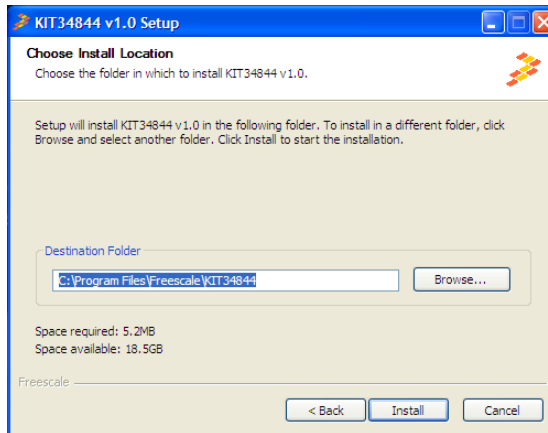 KIT34844 v1.0 Setup
Choose Install Location
Choose the folder in which to install KIT34844 v1.0.
Setup will install KIT34844 v1.0 in the following folder. To install in a different folder, click
Browse and select another folder. Click Install to start the installation.
Destination Folder
C:\Program Files\Freescale\KIT34844
Browse...
Space required: 5.2MB
Space available: 18.5GB
Freescale
< Back
Install
Cancel